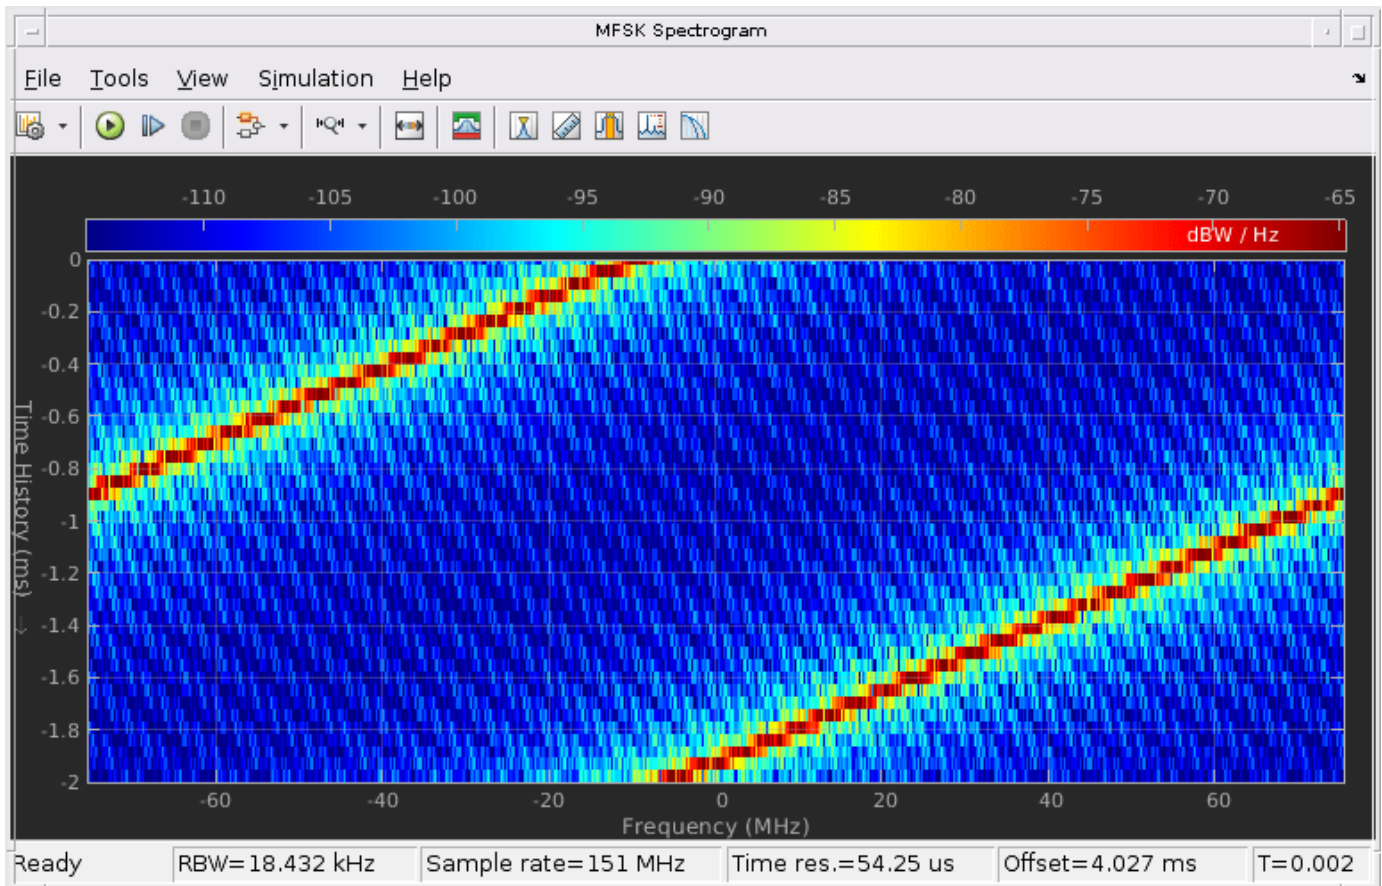 MFSK Spectrogram
File Tools View Simulation Help
-110 -105 -100 -95 -90 -85 -80 -75 -70 -65
dBW / Hz
0
-0.2
-0.4
-0.6
-0.8
-1
-1.2
-1.4
-1.6
-1.8
-2
Time History (ms) →
-60 -40 -20 0 20 40 60
Frequency (MHz)
Ready RBW=18.432 kHz Sample rate=151 MHz Time res.=54.25 us Offset=4.027 ms T=0.002